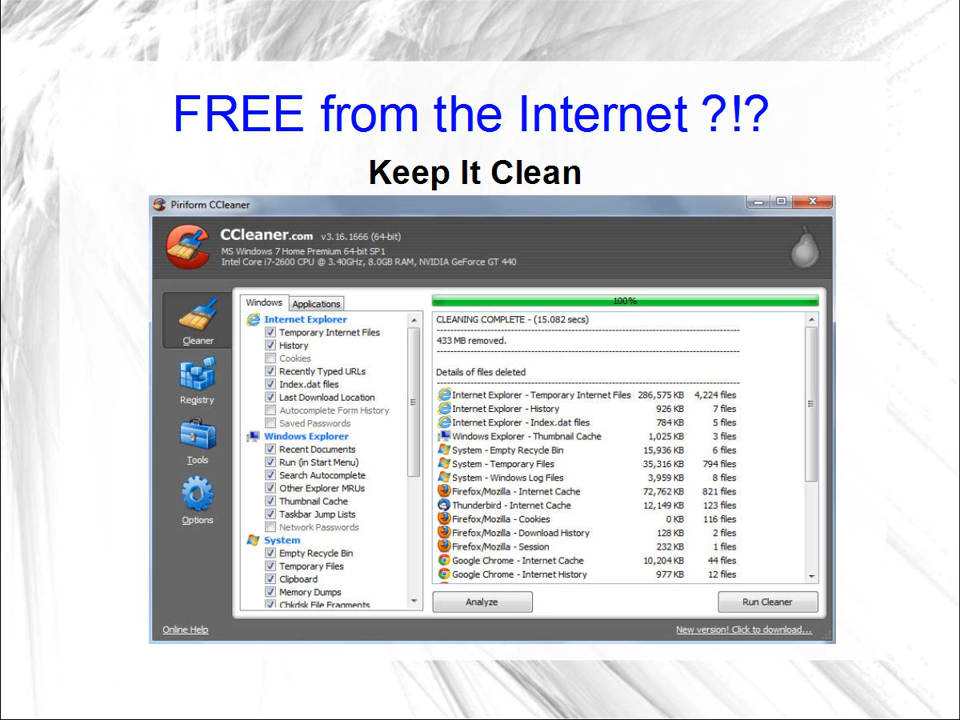 FREE from the Internet ?!?
Keep It Clean
Piriform CCleaner
CCleaner.com v3.16.1666 (64-bit)
MS Windows 7 Home Premium 64-bit SP1
Intel Core i7-2600 CPU @ 3.40GHz, 8.0GB RAM, NVIDIA GeForce GT 440
Cleaner
Registry
Tools
Options
Windows Applications
Internet Explorer
Temporary Internet Files
History
Cookies
Recently Typed URLs
Index.dat files
Last Download Location
Autocomplete Form History
Saved Passwords
Windows Explorer
Recent Documents
Run (in Start Menu)
Search Autocomplete
Other Explorer MRUs
Thumbnail Cache
Taskbar Jump Lists
Network Passwords
System
Empty Recycle Bin
Temporary Files
Clipboard
Memory Dumps
Chkdsk File Fragments
100%
CLEANING COMPLETE - (15.082 secs)
433 MB removed.
Details of files deleted
Internet Explorer - Temporary Internet Files 286,575 KB 4,224 files
Internet Explorer - History 926 KB 7 files
Internet Explorer - Index.dat files 784 KB 5 files
Windows Explorer - Thumbnail Cache 1,025 KB 3 files
System - Empty Recycle Bin 15,936 KB 6 files
System - Temporary Files 35,316 KB 794 files
System - Windows Log Files 3,959 KB 8 files
Firefox/Mozilla - Internet Cache 72,762 KB 821 files
Thunderbird - Internet Cache 12,149 KB 123 files
Firefox/Mozilla - Cookies 0 KB 116 files
Firefox/Mozilla - Download History 128 KB 2 files
Firefox/Mozilla - Session 232 KB 1 files
Google Chrome - Internet Cache 10,204 KB 44 files
Google Chrome - Internet History 977 KB 12 files
Analyze
Run Cleaner
Online Help
New version! Click to download...